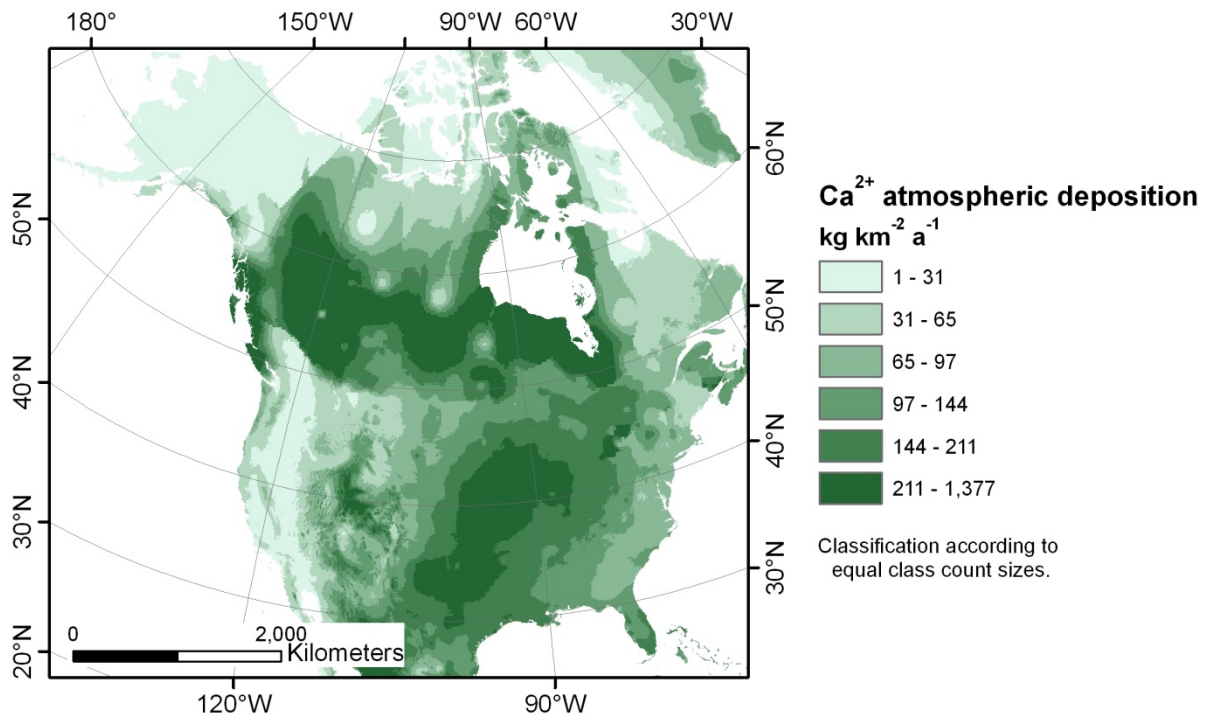 180° 150°W 90°W 60°W 30°W
60°N
50°N
50°N
40°N
40°N
30°N
30°N
20°N
120°W 90°W
0 2,000
Kilometers
Ca²⁺ atmospheric deposition
kg km⁻² a⁻¹
1 - 31
31 - 65
65 - 97
97 - 144
144 - 211
211 - 1,377
Classification according to
equal class count sizes.